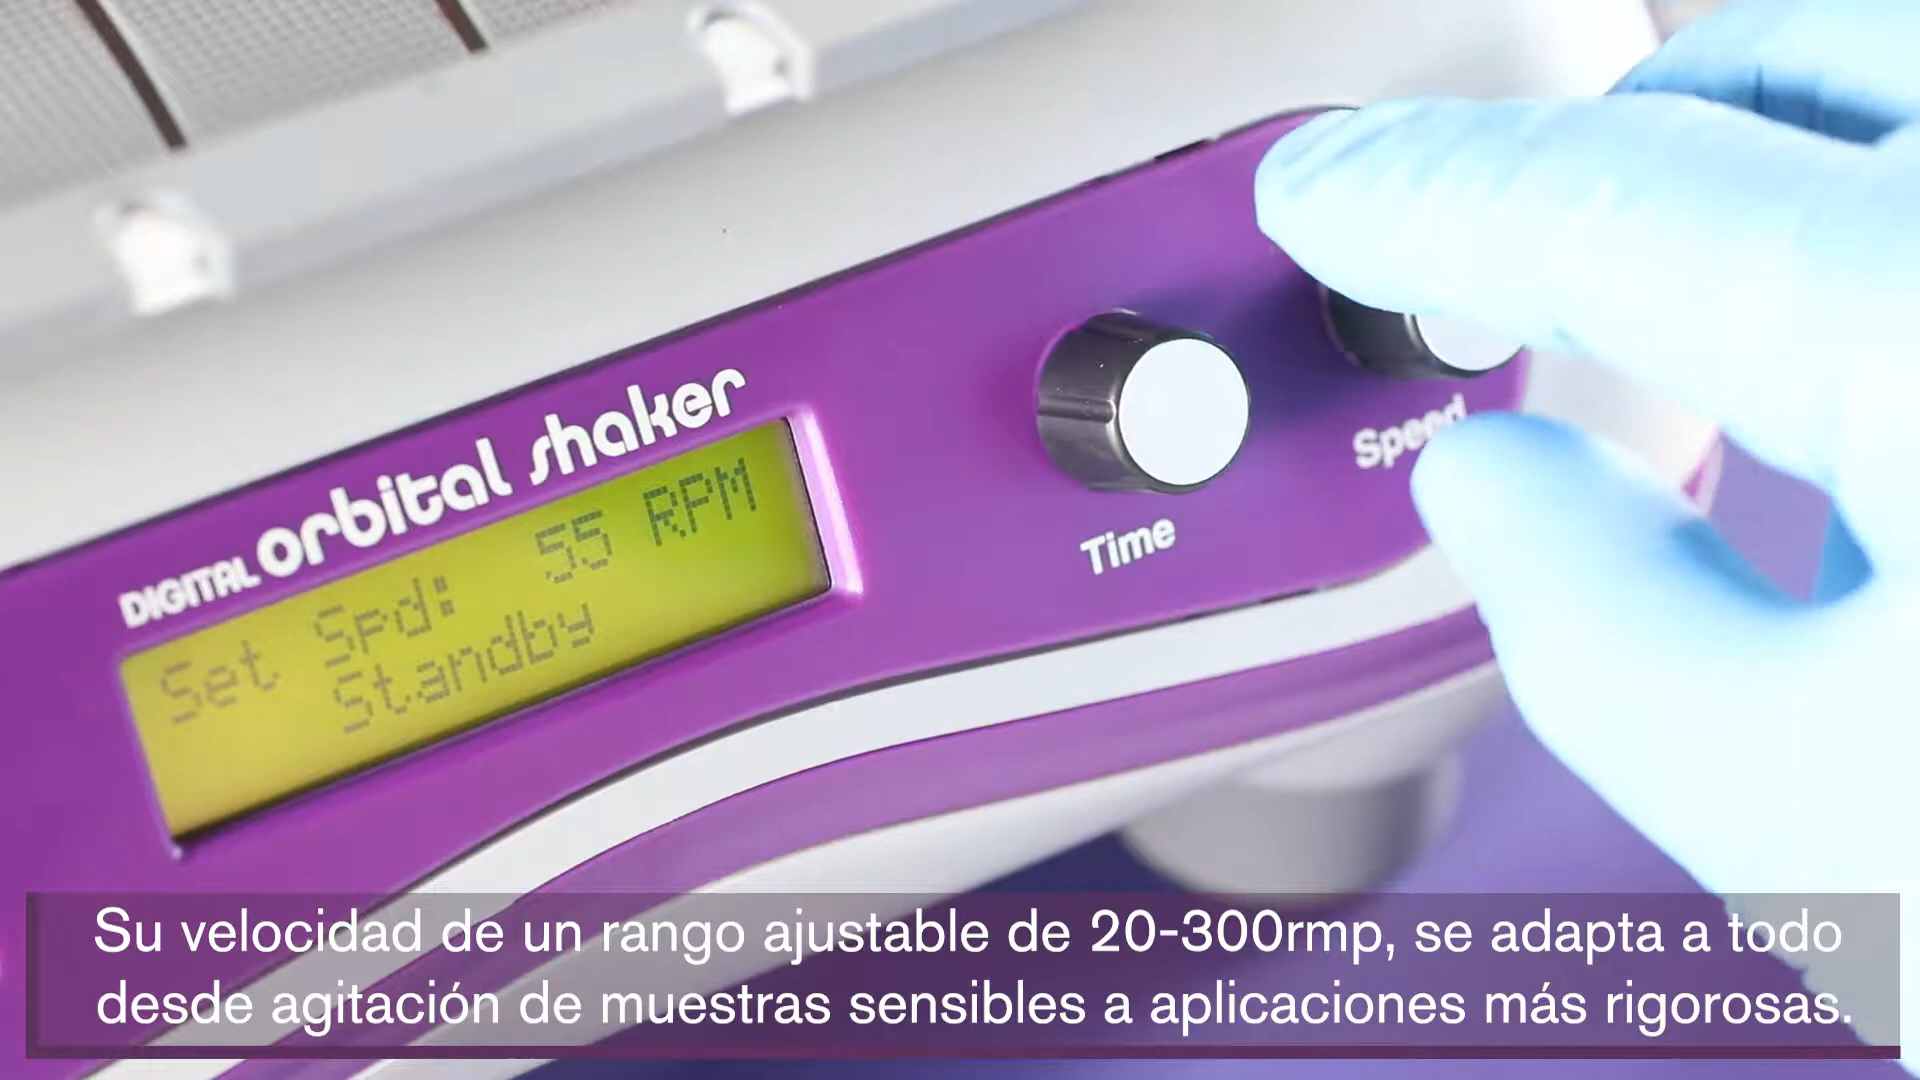 DIGITAL orbital shaker
Set Spd: 55 RPM
Standby
Time
Speed
Su velocidad de un rango ajustable de 20-300rmp, se adapta a todo
desde agitación de muestras sensibles a aplicaciones más rigorosas.